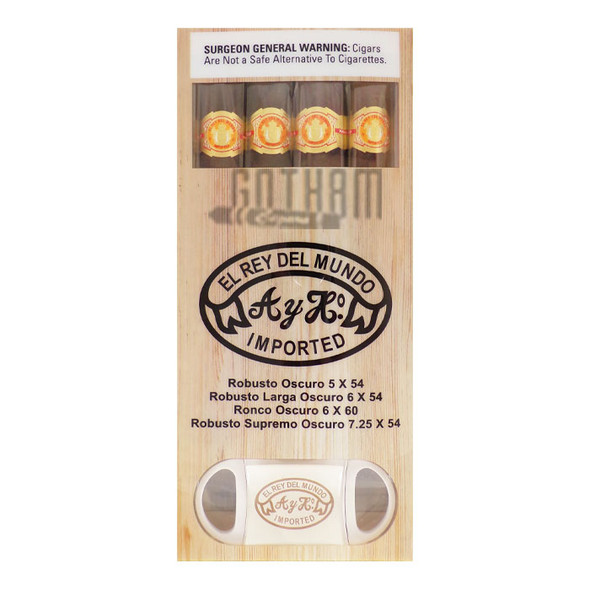 SURGEON GENERAL WARNING: Cigars
Are Not a Safe Alternative To Cigarettes.
GOTHAM
EL REY DEL MUNDO
A y Ho.
IMPORTED
Robusto Oscuro 5 X 54
Robusto Larga Oscuro 6 X 54
Ronco Oscuro 6 X 60
Robusto Supremo Oscuro 7.25 X 54
EL REY DEL MUNDO
A y Ho.
IMPORTED